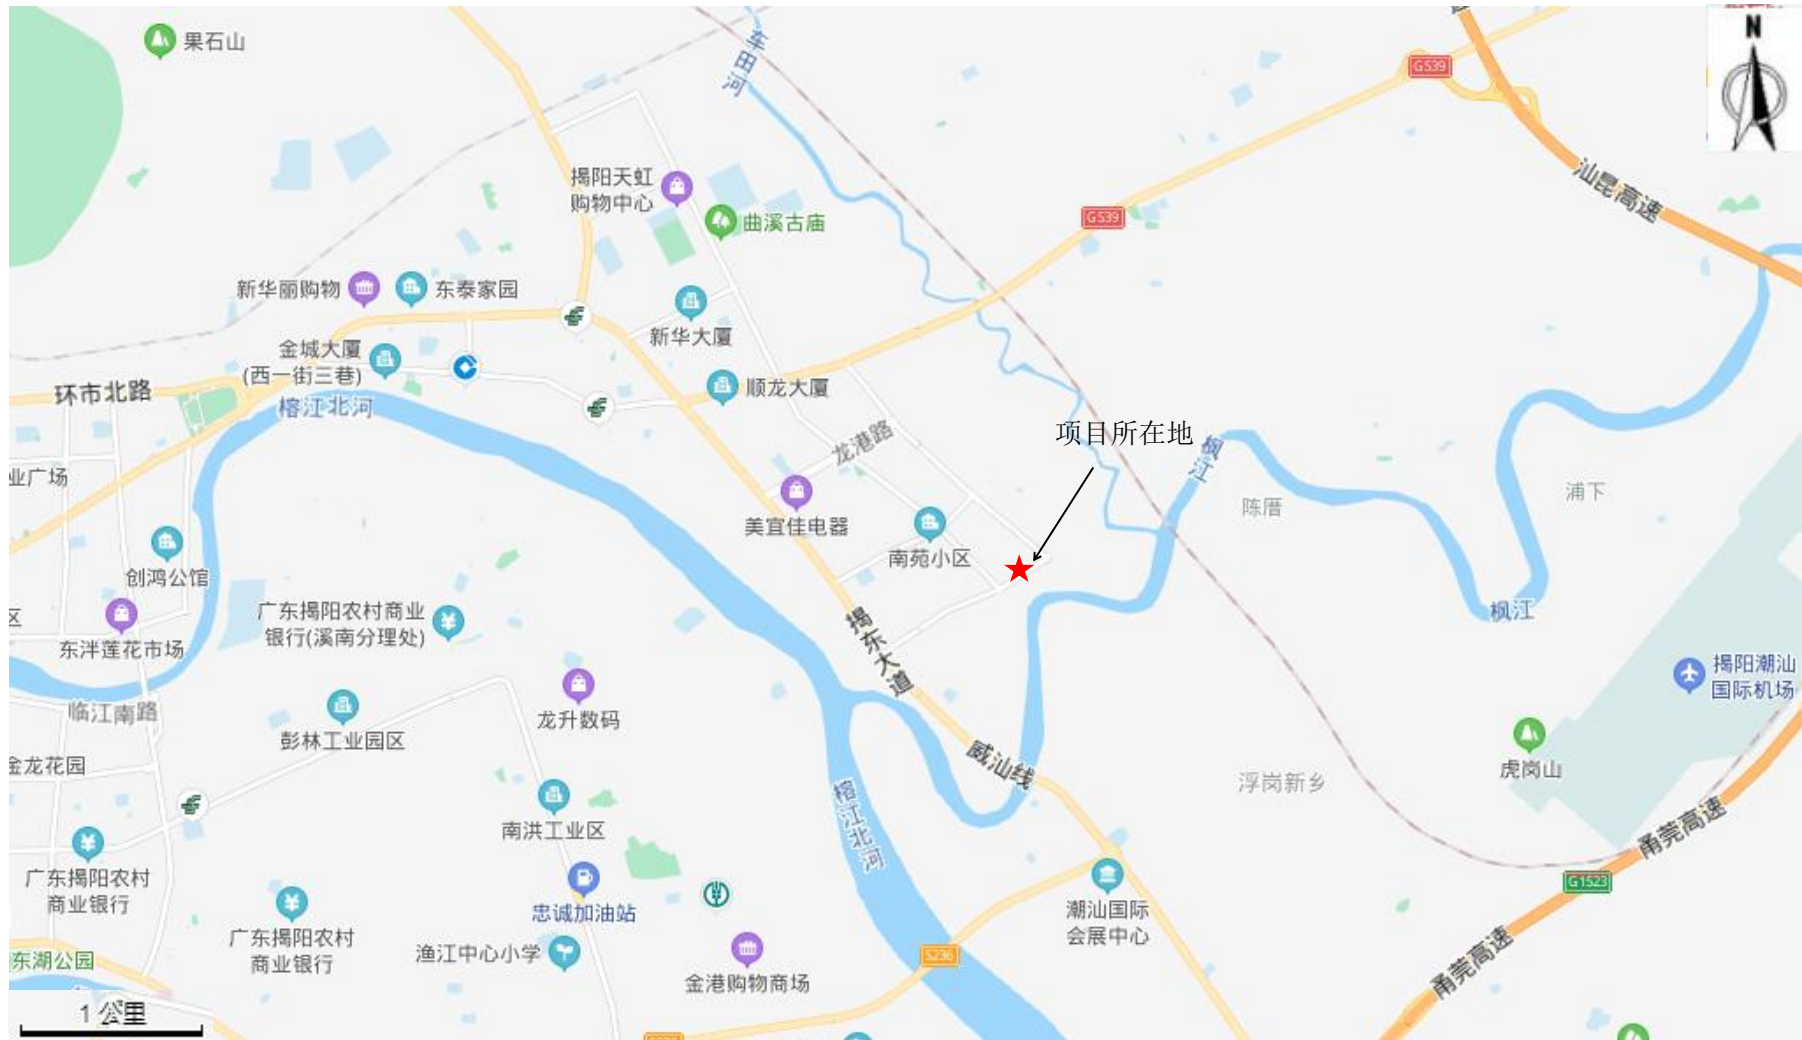 果石山
车田河
G539
N
汕昆高速
揭阳天虹
购物中心
曲溪古庙
G539
新华丽购物
东泰家园
新华大厦
金城大厦
(西一街三巷)
环市北路
榕江北河
顺龙大厦
龙港路
项目所在地
枫江
业广场
美宜佳电器
陈厝
浦下
南苑小区
创鸿公馆
区
广东揭阳农村商业
银行(溪南分理处)
东泮莲花市场
揭东大道
枫江
揭阳潮汕
国际机场
临江南路
彭林工业园区
龙升数码
金龙花园
威汕线
浮岗新乡
虎岗山
南洪工业区
榕江北河
甬莞高速
G1523
广东揭阳农村
商业银行
忠诚加油站
潮汕国际
会展中心
广东揭阳农村
商业银行
渔江中心小学
S236
金港购物商场
甬莞高速
东湖公园
1 公里